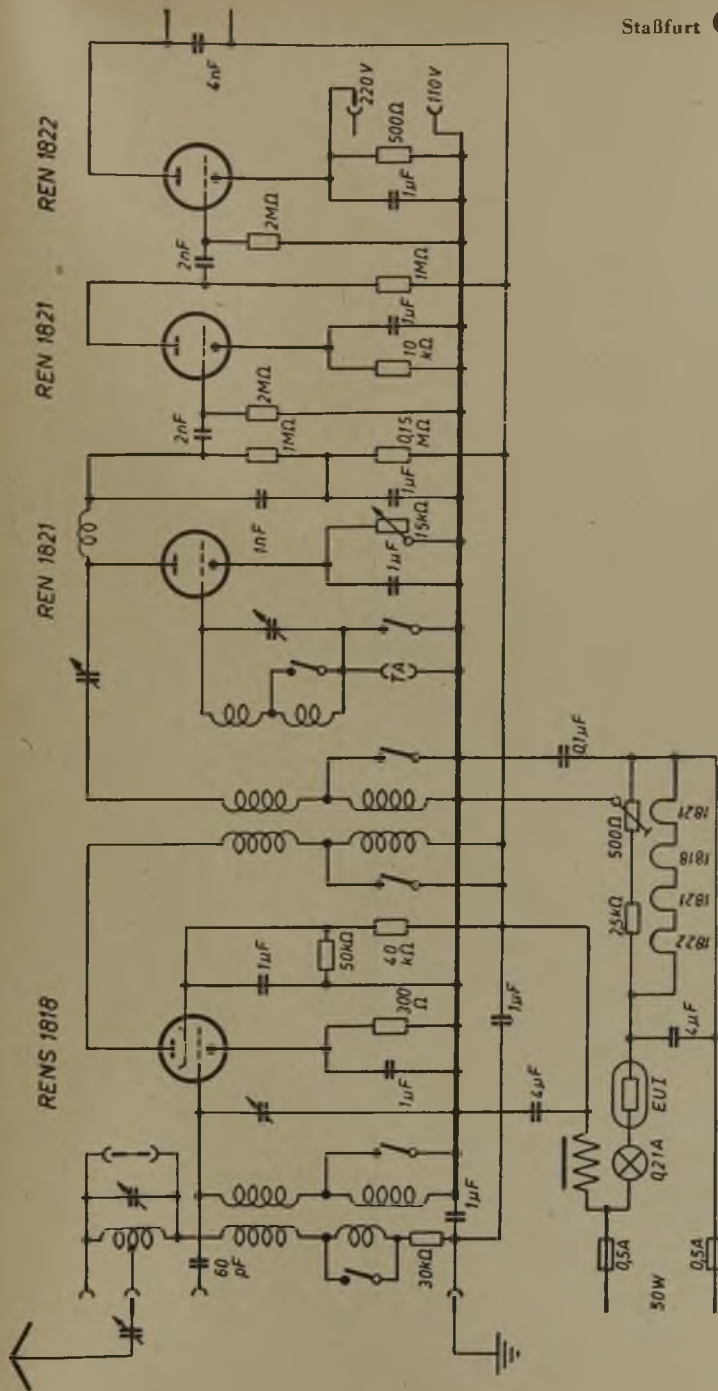 Staßfurt
RENS 1818
REN 1821
REN 1821
REN 1822
60 pF
30kΩ
1µF
1µF
300 Ω
1µF
50kΩ
40 kΩ
4µF
1µF
TA
1µF
15kΩ
1nF
1µF
0,15 MΩ
1MΩ
2nF
2MΩ
10 kΩ
1µF
1MΩ
2nF
2MΩ
1µF
500Ω
220V
110V
4nF
0,5A
50W
0,5A
0,21A
EUI
4µF
25kΩ
500Ω
0,1µF
1822
1821
1818
1821